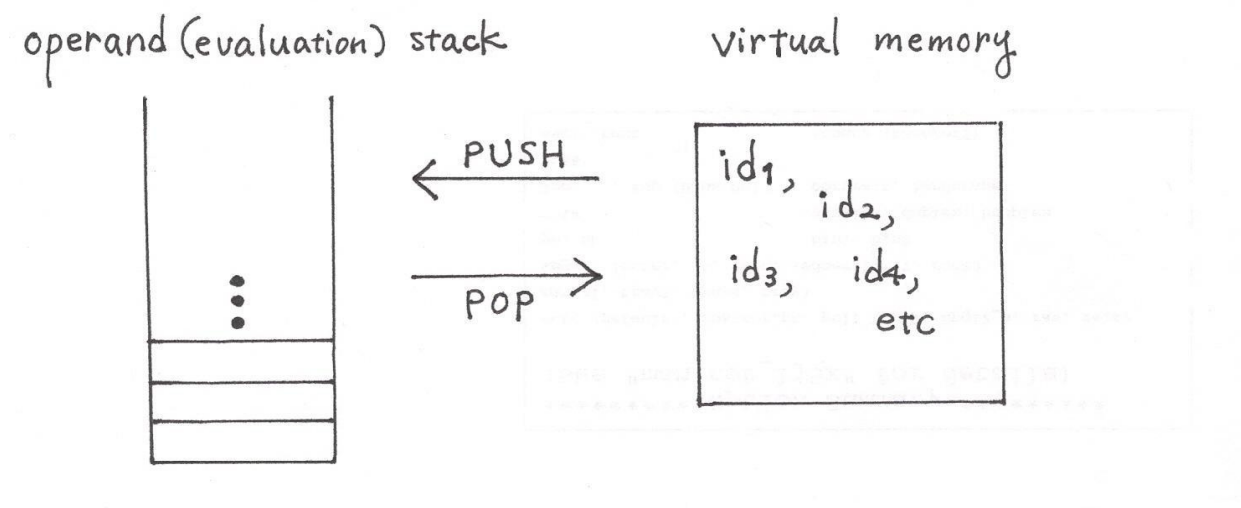 operand (evaluation) stack
virtual memory
PUSH
POP
id1,
id2,
id3, id4,
etc